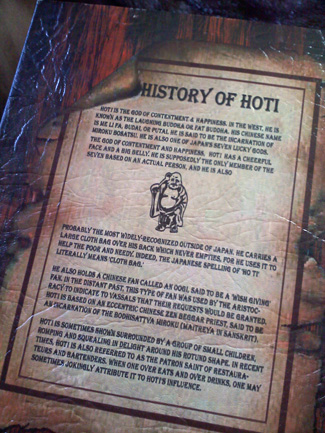 HISTORY OF HOTI
HOTI IS THE GOD OF CONTENTMENT & HAPPINESS. IN THE WEST, HE IS
KNOWN AS THE LAUGHING BUDDHA OR FAT BUDDHA. HIS CHINESE NAME
IS MI LI FA, BUDAI, OR PUTAI. HE IS SAID TO BE THE INCARNATION OF
MIROKU BOSATSU. HE IS ALSO ONE OF JAPAN'S SEVEN LUCKY GODS.
THE GOD OF CONTENTMENT AND HAPPINESS, HOTI HAS A CHEERFUL
FACE AND A BIG BELLY. HE IS SUPPOSEDLY THE ONLY MEMBER OF THE
SEVEN BASED ON AN ACTUAL PERSON, AND HE IS ALSO
PROBABLY THE MOST WIDELY-RECOGNIZED OUTSIDE OF JAPAN. HE CARRIES A
LARGE CLOTH BAG OVER HIS BACK WHICH NEVER EMPTIES, FOR HE USES IT TO
HELP THE POOR AND NEEDY. INDEED, THE JAPANESE SPELLING OF 'HO TI'
LITERALLY MEANS 'CLOTH BAG.'
HE ALSO HOLDS A CHINESE FAN CALLED AN OOGI, SAID TO BE A 'WISH GIVING'
FAN. IN THE DISTANT PAST, THIS TYPE OF FAN WAS USED BY THE ARISTOC-
RACY TO INDICATE TO VASSALS THAT THEIR REQUESTS WOULD BE GRANTED.
HOTI IS BASED ON AN ECCENTRIC CHINESE ZEN BEGGAR PRIEST, SAID TO BE
AN INCARNATION OF THE BODHISATTVA MIROKU (MAITREYA IN SANSKRIT).
HOTI IS SOMETIMES SHOWN SURROUNDED BY A GROUP OF SMALL CHILDREN,
ROMPING AND SQUEALING IN DELIGHT AROUND HIS ROTUND SHAPE. IN RECENT
TIMES, HOTI IS ALSO REFERRED TO AS THE PATRON SAINT OF RESTAURA-
TEURS AND BARTENDERS. WHEN ONE OVER EATS AND OVER DRINKS, ONE MAY
SOMETIMES JOKINGLY ATTRIBUTE IT TO HOTI'S INFLUENCE.